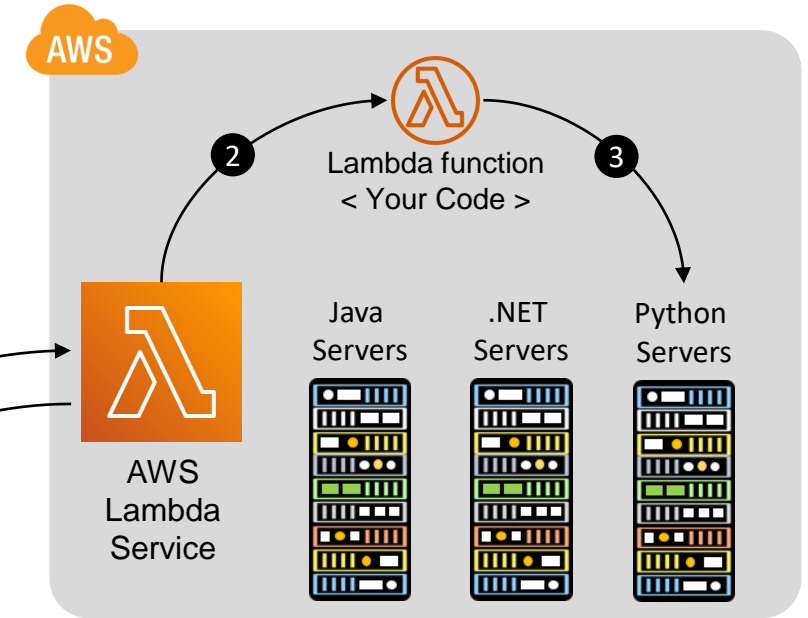 AWS
2
Lambda function
< Your Code >
3
AWS
Lambda
Service
Java
Servers
.NET
Servers
Python
Servers